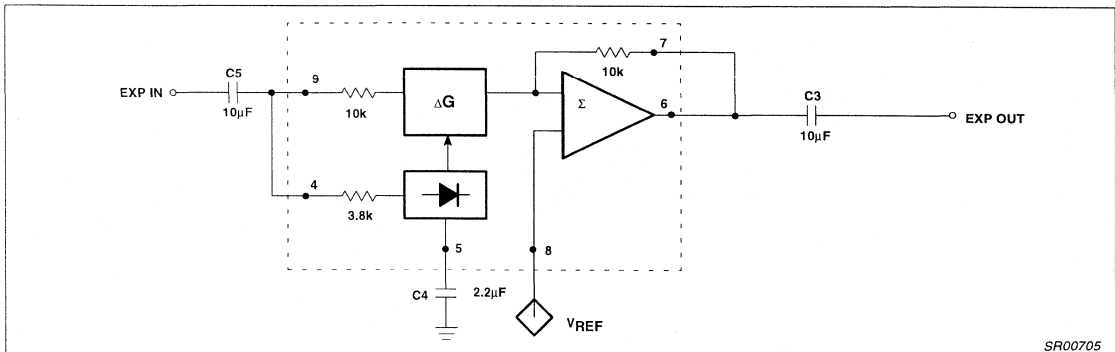 7
C5
9
10k
C3
EXP IN
ΔG
Σ
6
EXP OUT
10µF
10k
10µF
4
3.8k
5
8
C4
2.2µF
VREF
SR00705